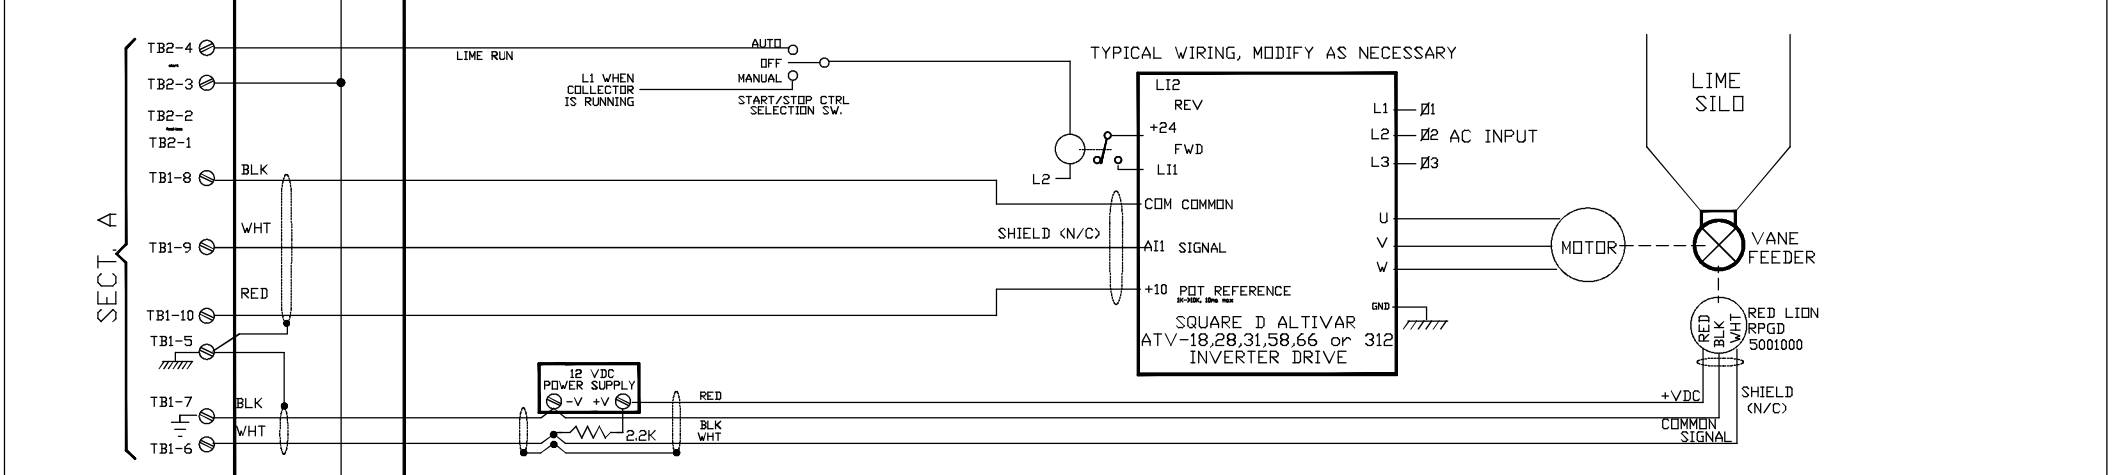 SECT. A
TB2-4
TB2-3
TB2-2
TB2-1
TB1-8
TB1-9
TB1-10
TB1-5
TB1-7
TB1-6
BLK
WHT
RED
BLK
WHT
LIME RUN
AUTO
OFF
MANUAL
L1 WHEN
COLLECTOR
IS RUNNING
START/STOP CTRL
SELECTION SW.
L2
SHIELD (N/C)
12 VDC
POWER SUPPLY
-V +V
2.2K
RED
BLK
WHT
TYPICAL WIRING, MODIFY AS NECESSARY
LI2
REV
+24
FWD
LI1
COM COMMON
AI1 SIGNAL
+10 POT REFERENCE
1K->10K, 10ma max
L1 Ø1
L2 Ø2 AC INPUT
L3 Ø3
U
V
W
GND
SQUARE D ALTIVAR
ATV-18,28,31,58,66 or 312
INVERTER DRIVE
MOTOR
LIME
SILO
VANE
FEEDER
RED
BLK
WHT
RED LION
RPGD
5001000
+VDC
SHIELD
(N/C)
COMMON
SIGNAL